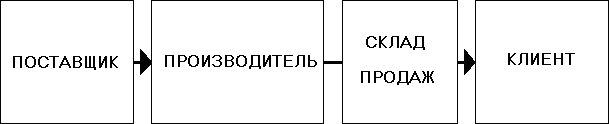 ПОСТАВЩИК
ПРОИЗВОДИТЕЛЬ
СКЛАД
ПРОДАЖ
КЛИЕНТ